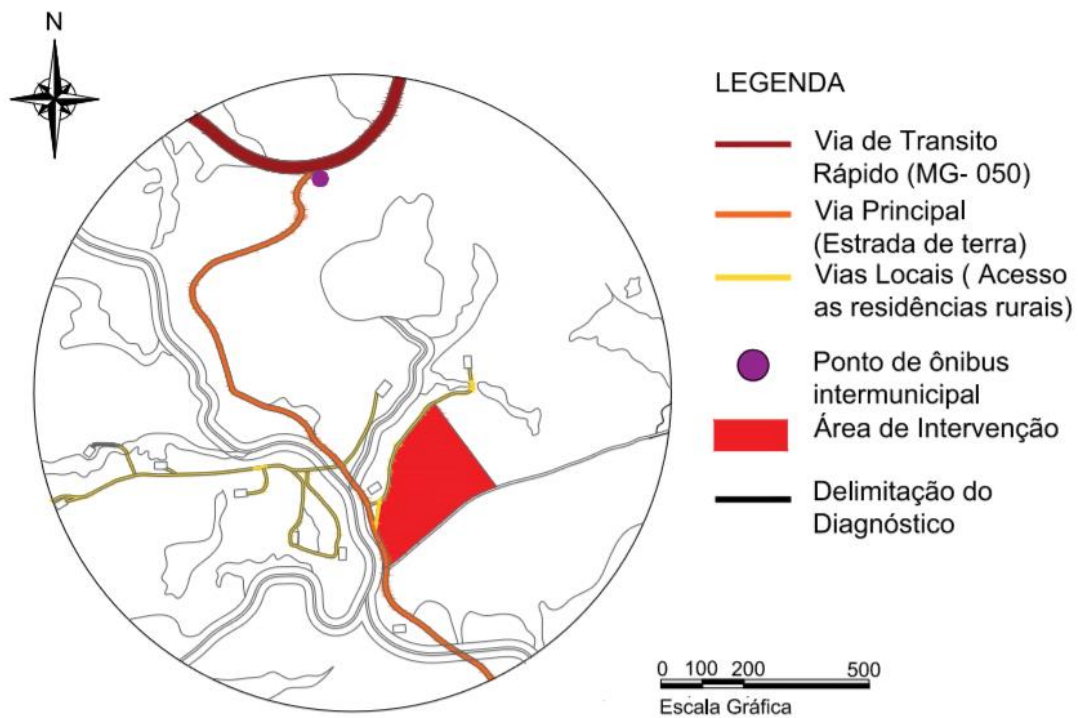 N
LEGENDA
Via de Transito
Rápido (MG- 050)
Via Principal
(Estrada de terra)
Vias Locais ( Acesso
as residências rurais)
Ponto de ônibus
intermunicipal
Área de Intervenção
Delimitação do
Diagnóstico
0 100 200 500
Escala Gráfica